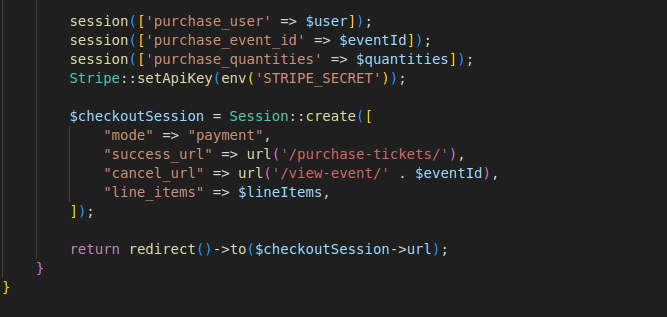 session(['purchase_user' => $user]);
session(['purchase_event_id' => $eventId]);
session(['purchase_quantities' => $quantities]);
Stripe::setApiKey(env('STRIPE_SECRET'));
$checkoutSession = Session::create([
"mode" => "payment",
"success_url" => url('/purchase-tickets/'),
"cancel_url" => url('/view-event/' . $eventId),
"line_items" => $lineItems,
]);
return redirect()->to($checkoutSession->url);
}
}